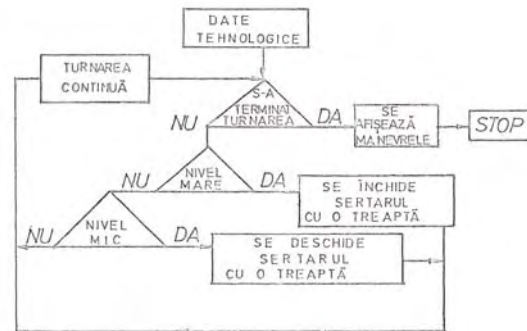 DATE
TEHNOLOGICE
TURNAREA
CONTINUĂ
S-A
TERMINAT
TURNAREA
NU
DA
SE
AFIȘEAZĂ
MANEVRELE
STOP
NIVEL
MARE
NU
DA
SE ÎNCHIDE
SERTARUL
CU O TREAPTĂ
NIVEL
MIC
NU
DA
SE DESCHIDE
SERTARUL
CU O TREAPTĂ